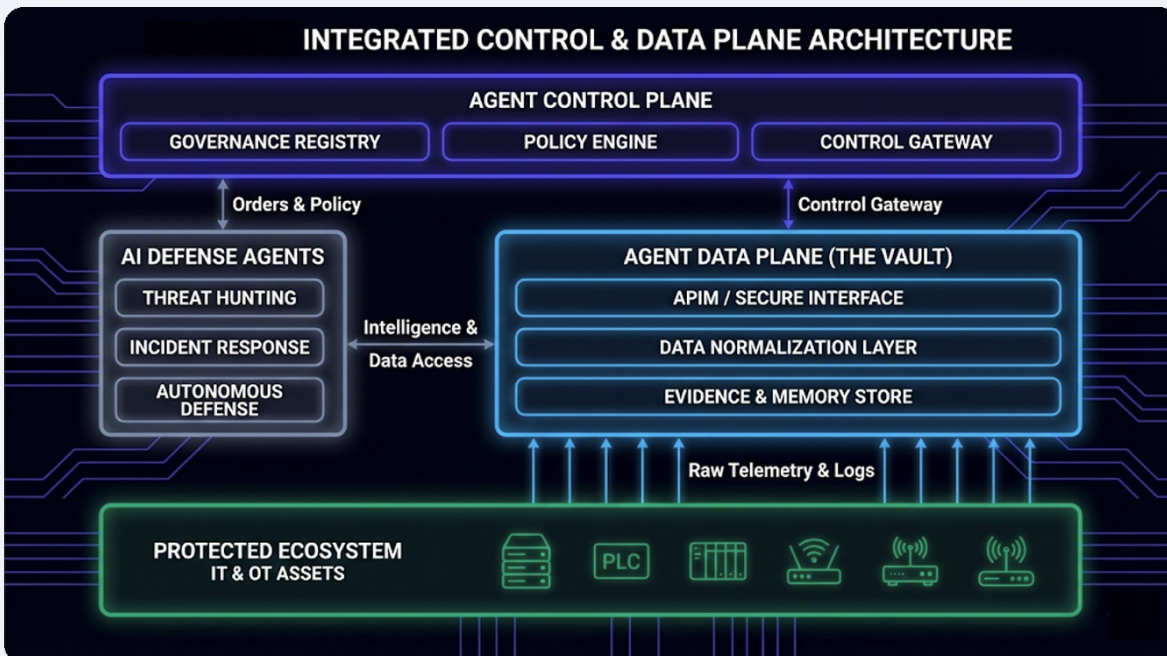 INTEGRATED CONTROL & DATA PLANE ARCHITECTURE
AGENT CONTROL PLANE
GOVERNANCE REGISTRY
POLICY ENGINE
CONTROL GATEWAY
Orders & Policy
Contrrol Gateway
AI DEFENSE AGENTS
THREAT HUNTING
INCIDENT RESPONSE
AUTONOMOUS
DEFENSE
Intelligence &
Data Access
AGENT DATA PLANE (THE VAULT)
APIM / SECURE INTERFACE
DATA NORMALIZATION LAYER
EVIDENCE & MEMORY STORE
Raw Telemetry & Logs
PROTECTED ECOSYSTEM
IT & OT ASSETS
PLC